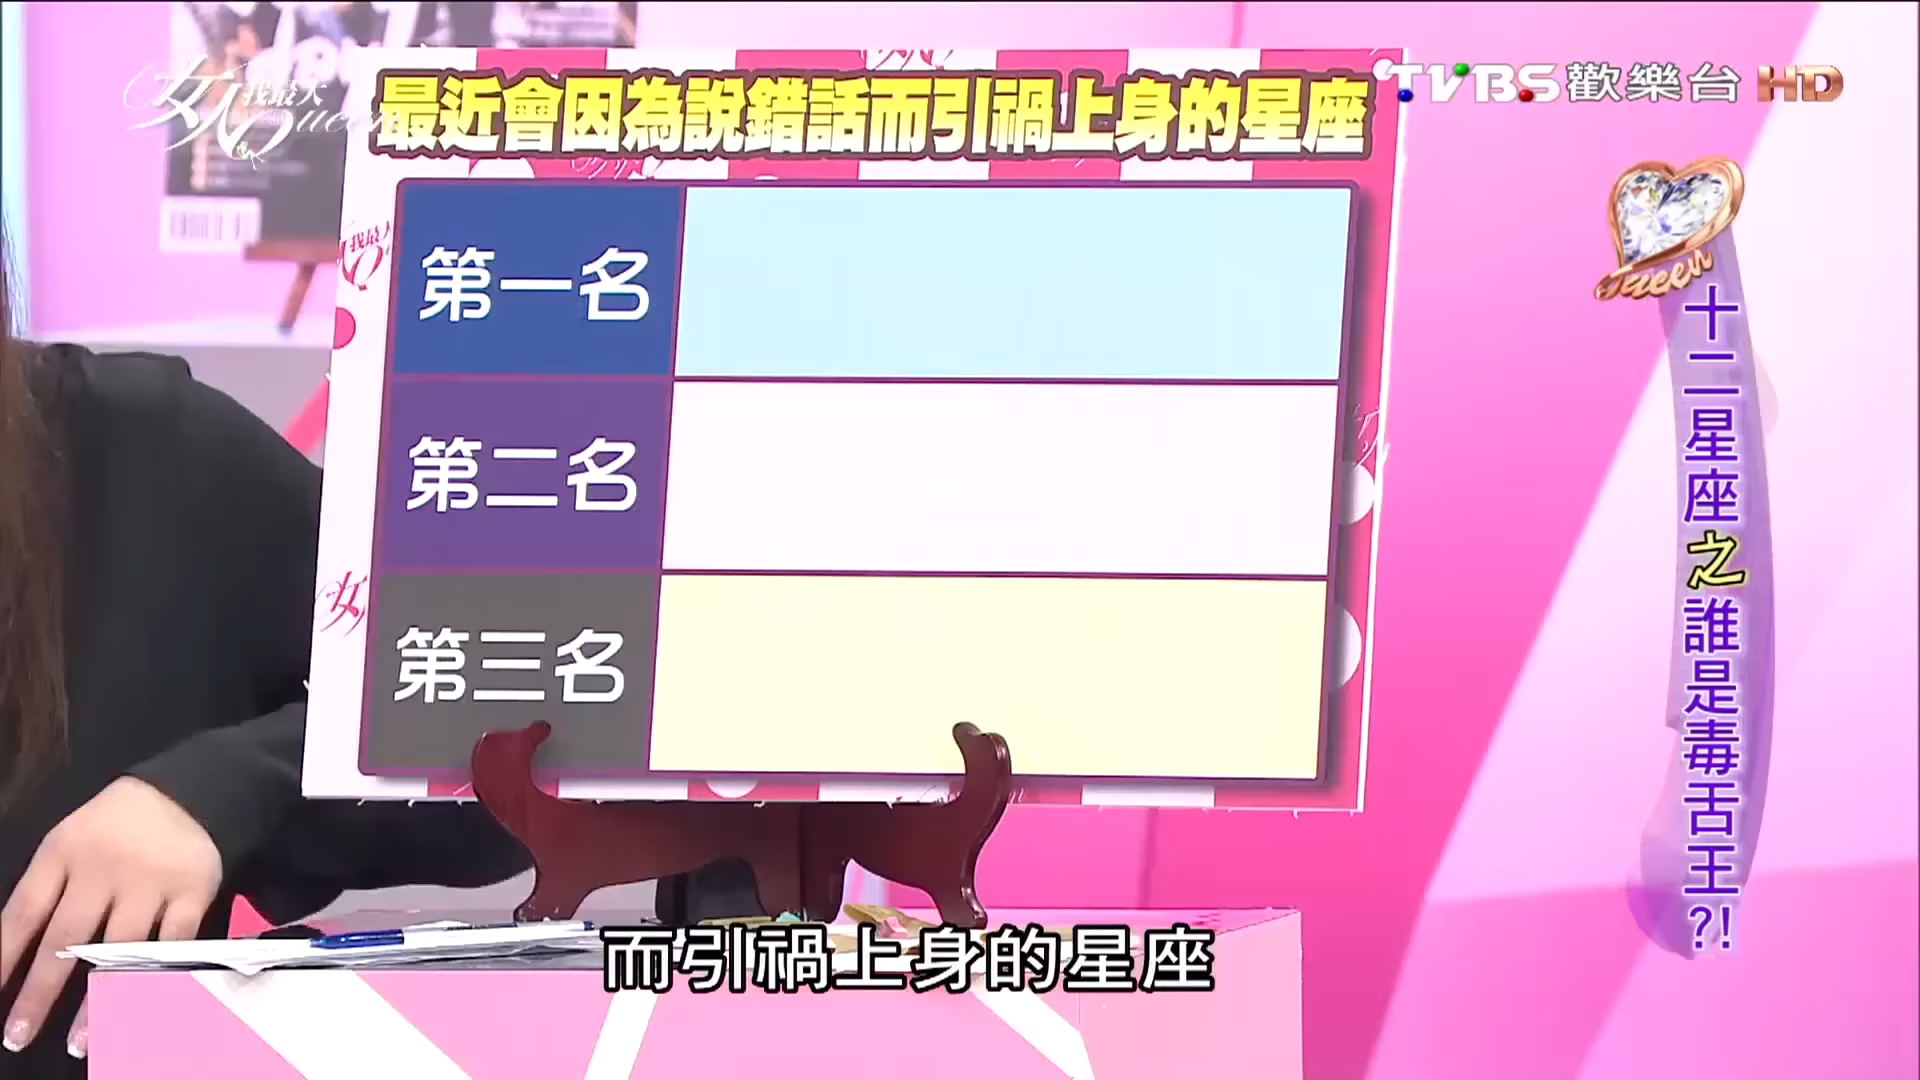 女人我最大
Queen
最近會因為說錯話而引禍上身的星座
TVBS歡樂台 HD
第一名
第二名
第三名
Queen
十二星座之誰是毒舌王?!
而引禍上身的星座